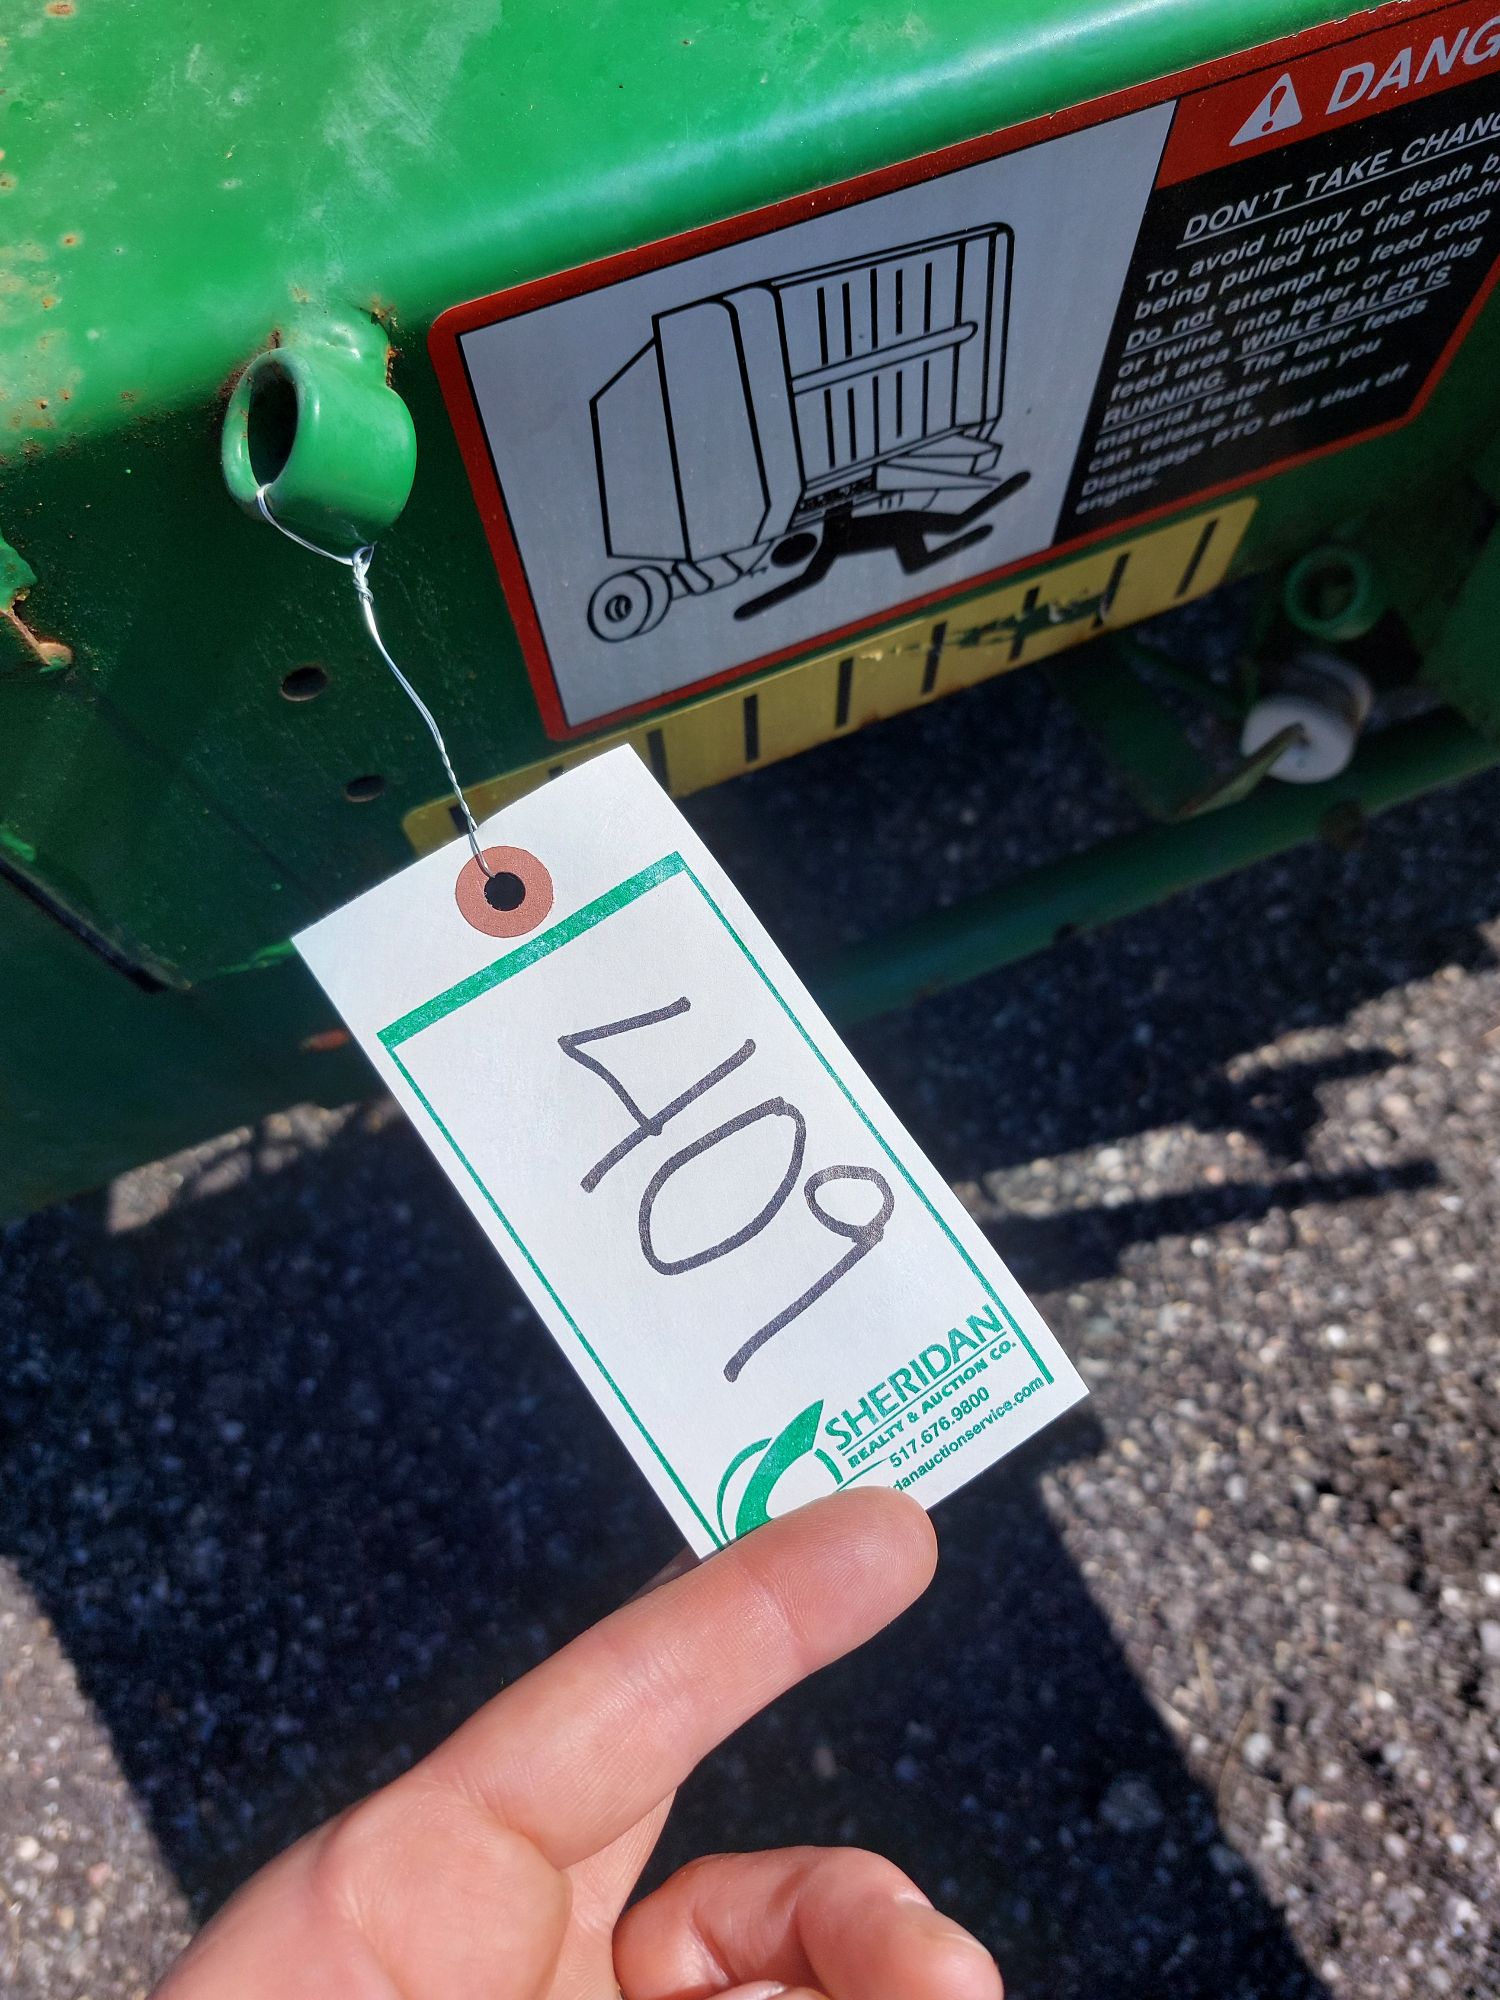 DANG
DON'T TAKE CHANC
To avoid injury or death by
being pulled into the machi
Do not attempt to feed crop
or twine into baler or unplug
feed area WHILE BALER IS
RUNNING. The baler feeds
material faster than you
can release it.
Disengage PTO and shut off
engine.
409
SHERIDAN
REALTY & AUCTION CO.
517.676.9800
danauctionservice.com